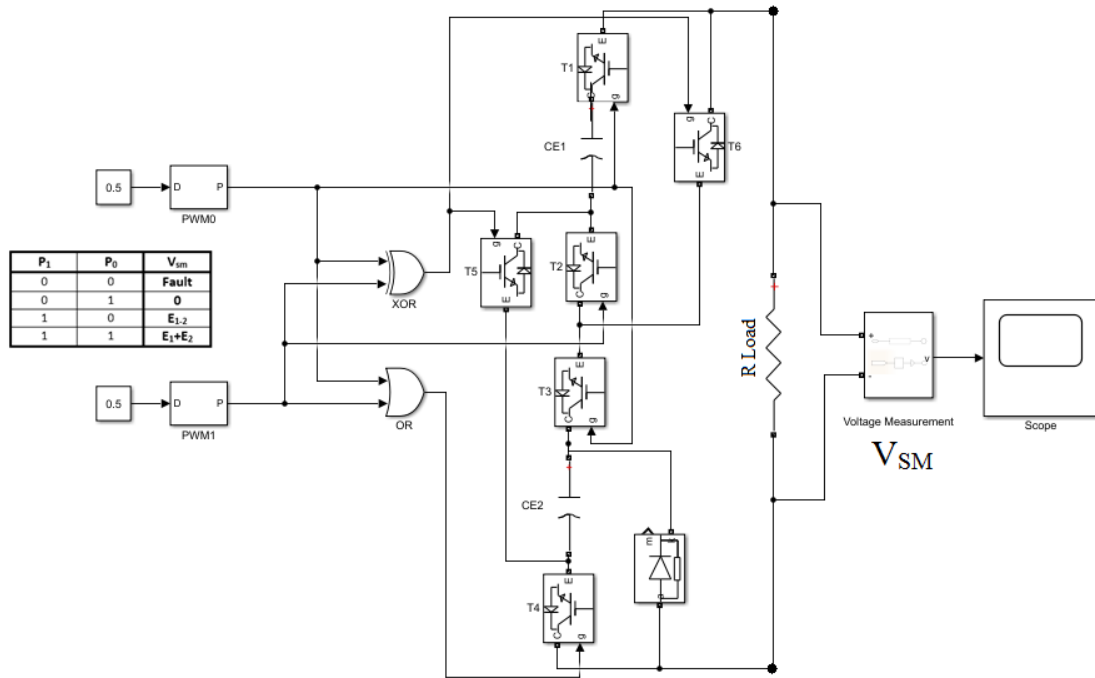 E
T1
C
g
CE1
g
C
T6
E
0.5
D P
PWM0
P₁ P₀ Vsm
0 0 Fault
0 1 0
1 0 E₁₋₂
1 1 E₁+E₂
XOR
g
C
T5
E
E
T2
C
g
0.5
D P
PWM1
OR
E
T3
C
g
CE2
m
k
a
E
T4
C
g
R Load
+
-
v
Voltage Measurement
VSM
Scope